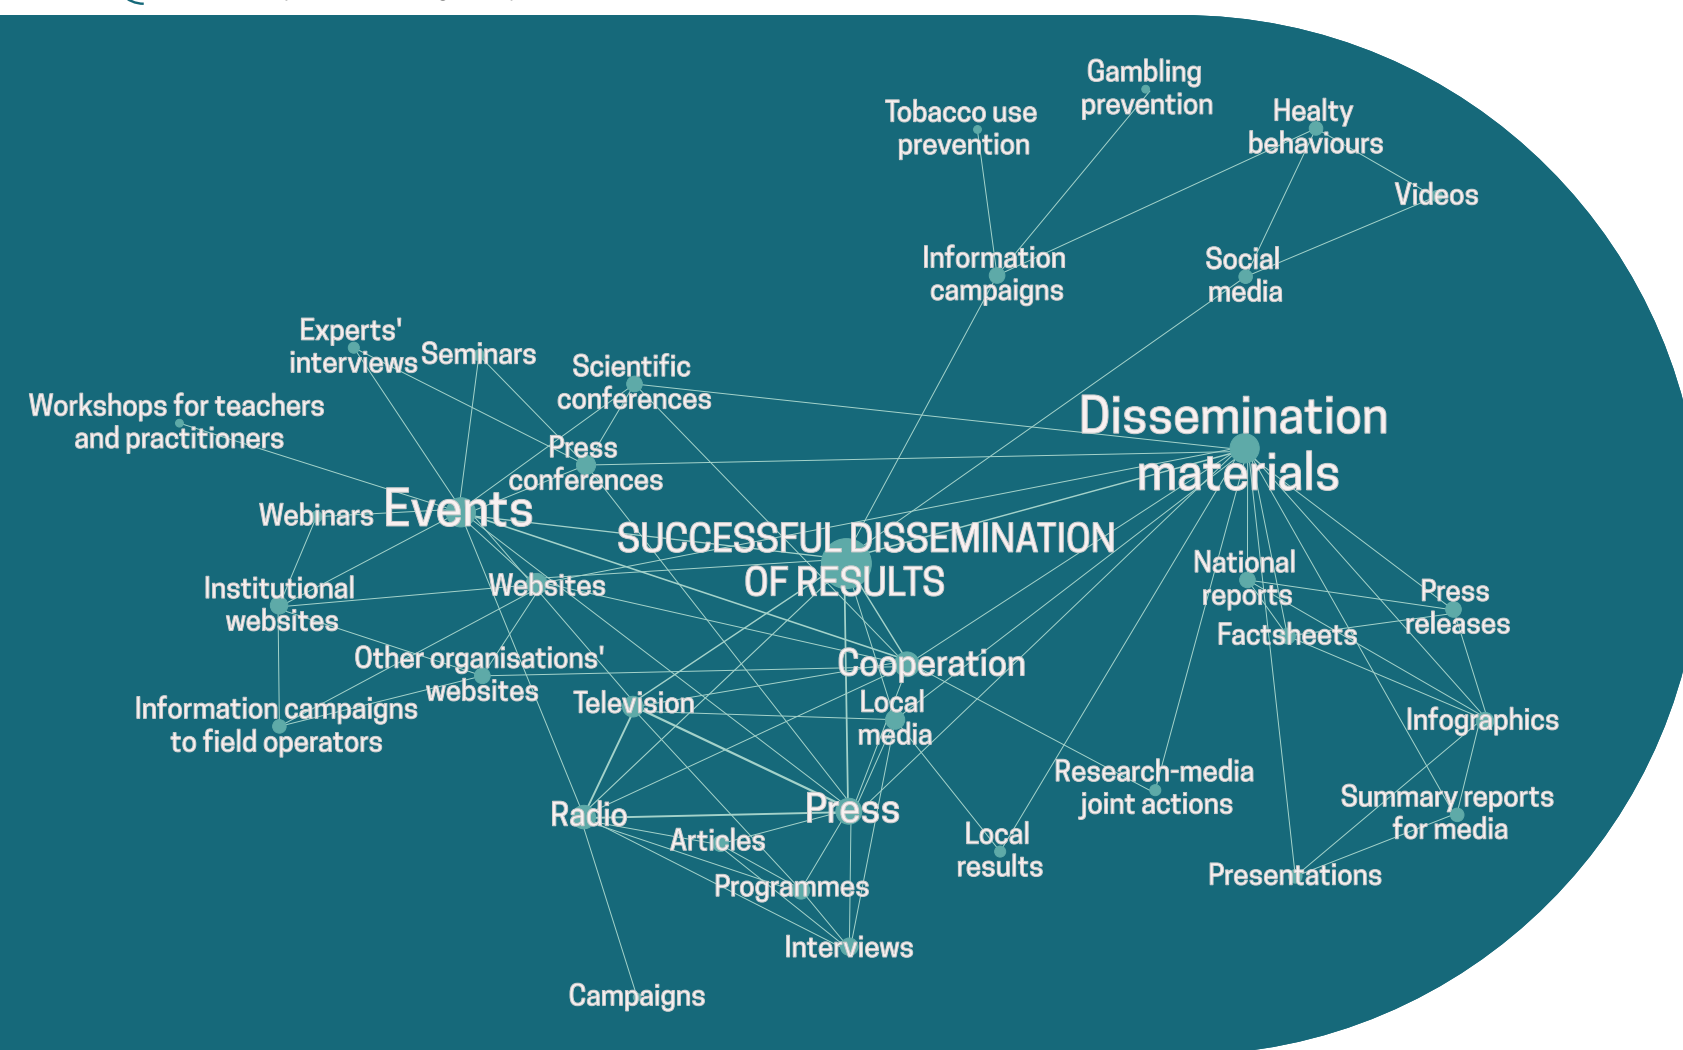 Gambling
prevention
Tobacco use
prevention
Healty
behaviours
Videos
Information
campaigns
Social
media
Experts'
interviews
Seminars
Scientific
conferences
Workshops for teachers
and practitioners
Dissemination
materials
Press
conferences
Webinars
Events
SUCCESSFUL DISSEMINATION
OF RESULTS
Institutional
websites
Websites
National
reports
Press
releases
Factsheets
Other organisations'
websites
Cooperation
Information campaigns
to field operators
Television
Local
media
Infographics
Research-media
joint actions
Summary reports
for media
Radio
Press
Articles
Local
results
Programmes
Presentations
Interviews
Campaigns